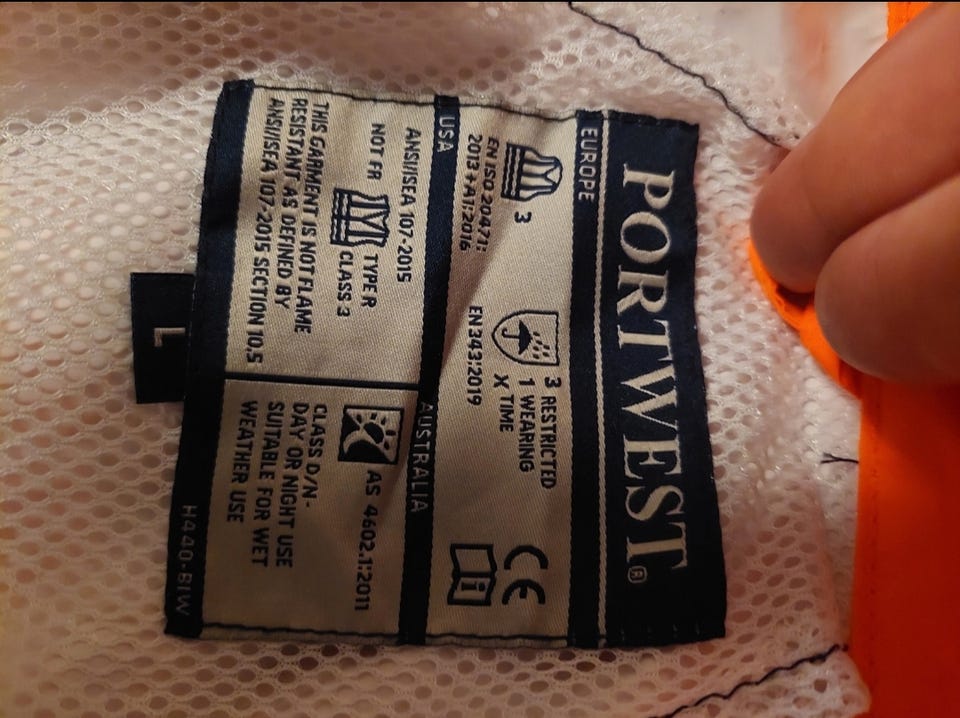 PORTWEST®
EUROPE
3
EN ISO 20471:
2013+A1:2016
3 RESTRICTED
1 WEARING
X TIME
EN 343:2019
CE
i
USA
ANSI/ISEA 107-2015
NOT FR
TYPE R
CLASS 3
THIS GARMENT IS NOT FLAME
RESISTANT AS DEFINED BY
ANSI/ISEA 107-2015 SECTION 10.5
AUSTRALIA
AS 4602.1:2011
CLASS D/N-
DAY OR NIGHT USE
SUITABLE FOR WET
WEATHER USE
H440-BIW
L